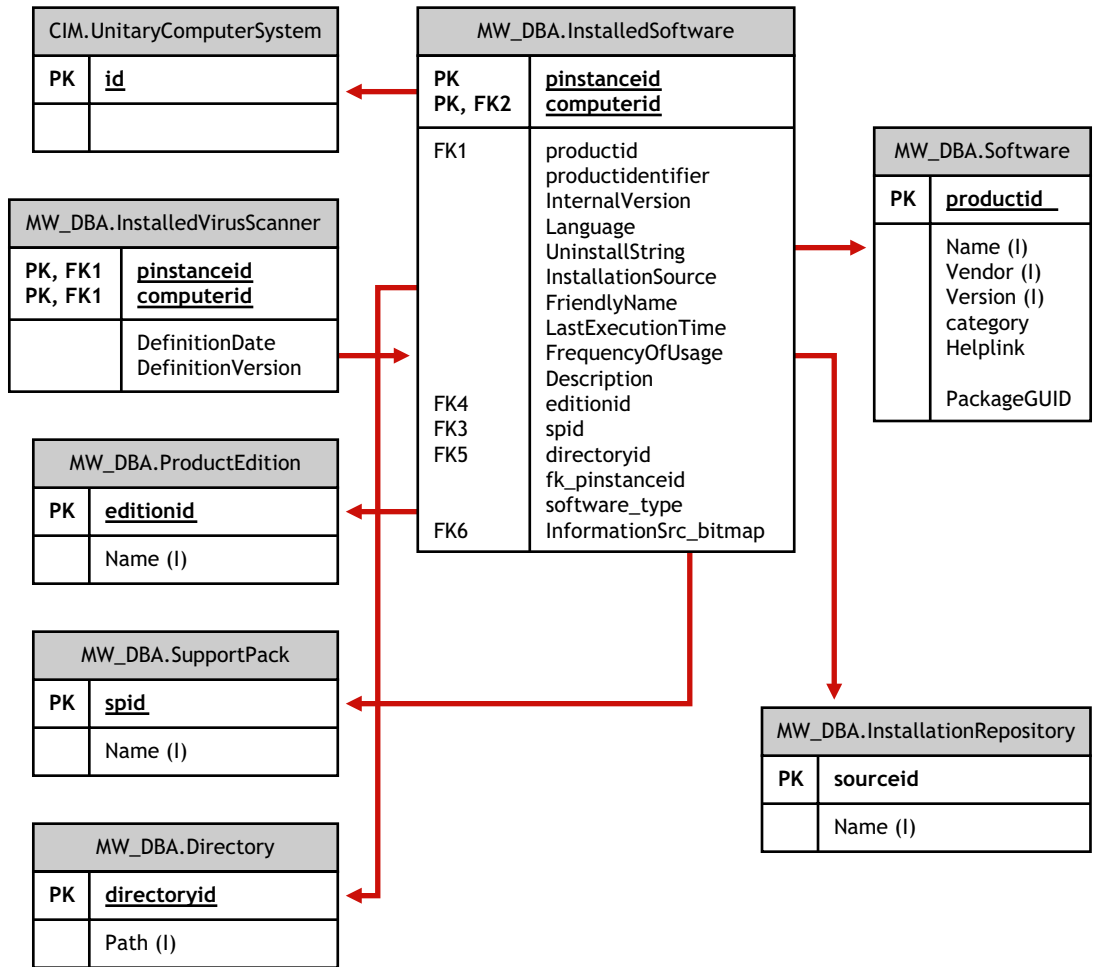 CIM.UnitaryComputerSystem
PK id
MW_DBA.InstalledVirusScanner
PK, FK1 pinstanceid
PK, FK1 computerid
DefinitionDate
DefinitionVersion
MW_DBA.ProductEdition
PK editionid
Name (I)
MW_DBA.SupportPack
PK spid
Name (I)
MW_DBA.Directory
PK directoryid
Path (I)
MW_DBA.InstalledSoftware
PK pinstanceid
PK, FK2 computerid
FK1 productid
productidentifier
InternalVersion
Language
UninstallString
InstallationSource
FriendlyName
LastExecutionTime
FrequencyOfUsage
Description
FK4 editionid
FK3 spid
FK5 directoryid
fk_pinstanceid
software_type
FK6 InformationSrc_bitmap
MW_DBA.Software
PK productid
Name (I)
Vendor (I)
Version (I)
category
Helplink
PackageGUID
MW_DBA.InstallationRepository
PK sourceid
Name (I)